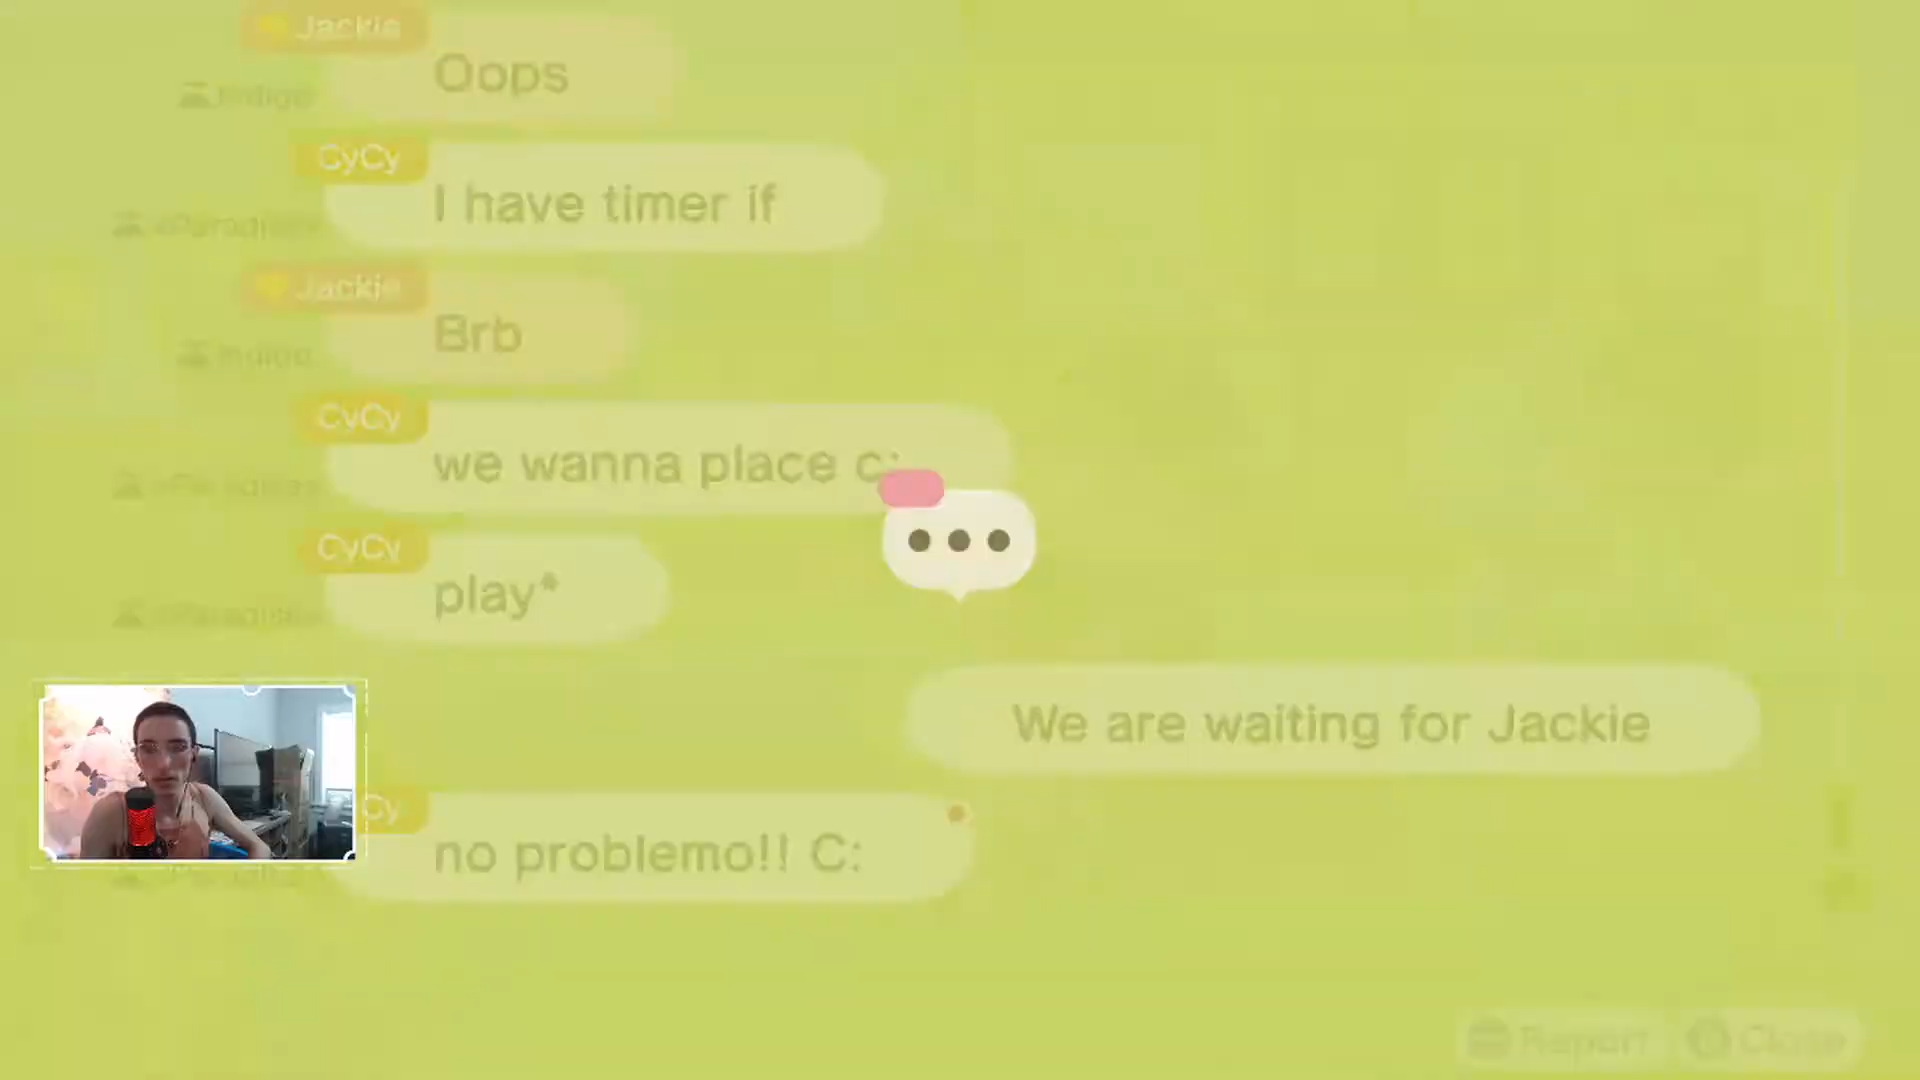 Jackie
Oops
CyCy
I have timer if
Jackie
Brb
CyCy
we wanna place c:
CyCy
play*
We are waiting for Jackie
Cy
no problemo!! C:
Report
Close